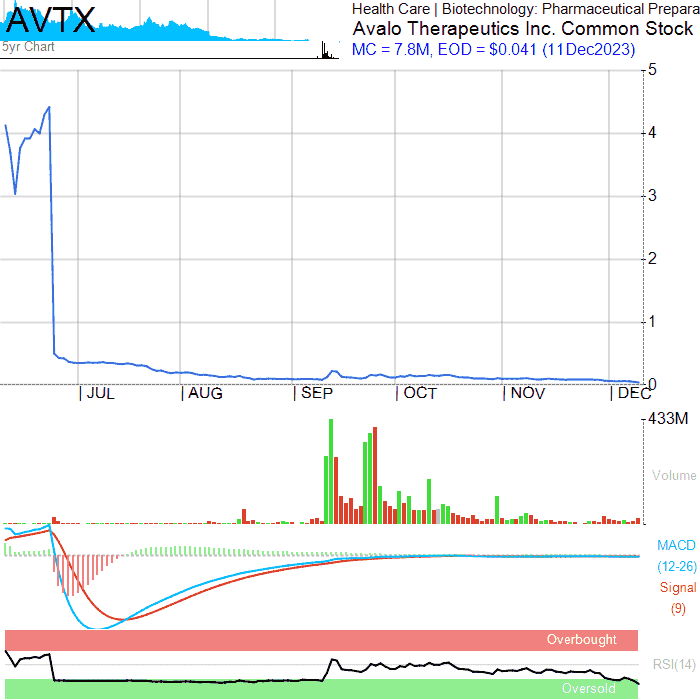 AVTX
5yr Chart
Health Care | Biotechnology: Pharmaceutical Prepara
Avalo Therapeutics Inc. Common Stock
MC = 7.8M, EOD = $0.041 (11Dec2023)
5
4
3
2
1
0
JUL AUG SEP OCT NOV DEC
433M
Volume
MACD
(12-26)
Signal
(9)
Overbought
RSI(14)
Oversold